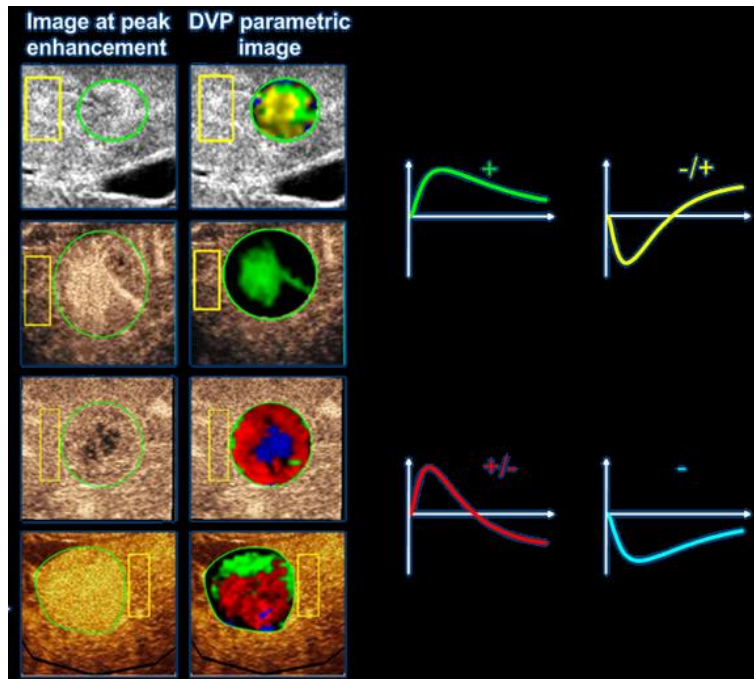 Image at peak
enhancement
DVP parametric
image
+
-/+
+/-
-